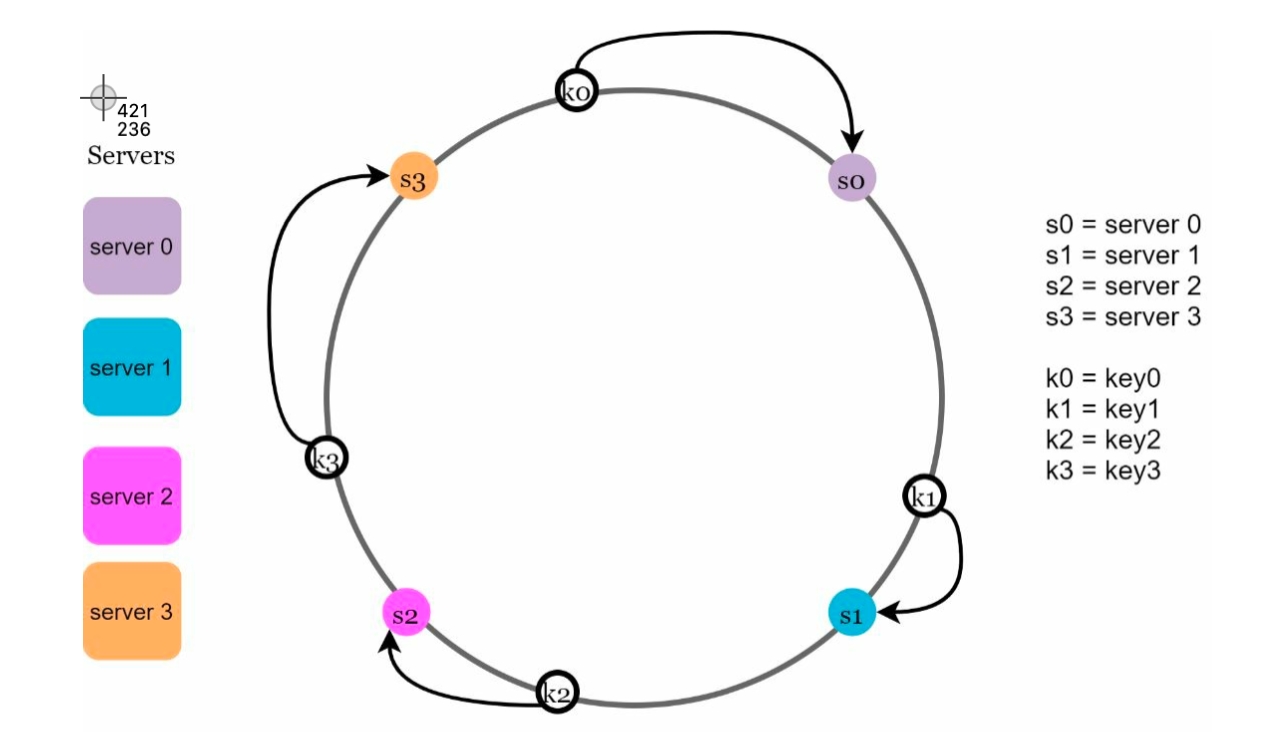 421
236
Servers
server 0
server 1
server 2
server 3
k0
s3
s0
k3
k1
s2
s1
k2
s0 = server 0
s1 = server 1
s2 = server 2
s3 = server 3
k0 = key0
k1 = key1
k2 = key2
k3 = key3